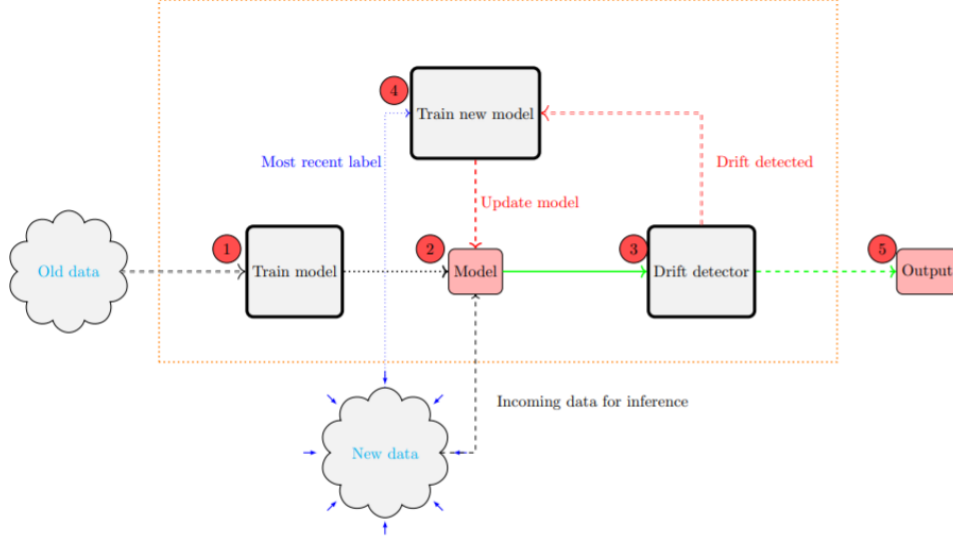 4
Train new model
Most recent label
Drift detected
Update model
1
2
3
5
Old data
Train model
Model
Drift detector
Output
Incoming data for inference
New data